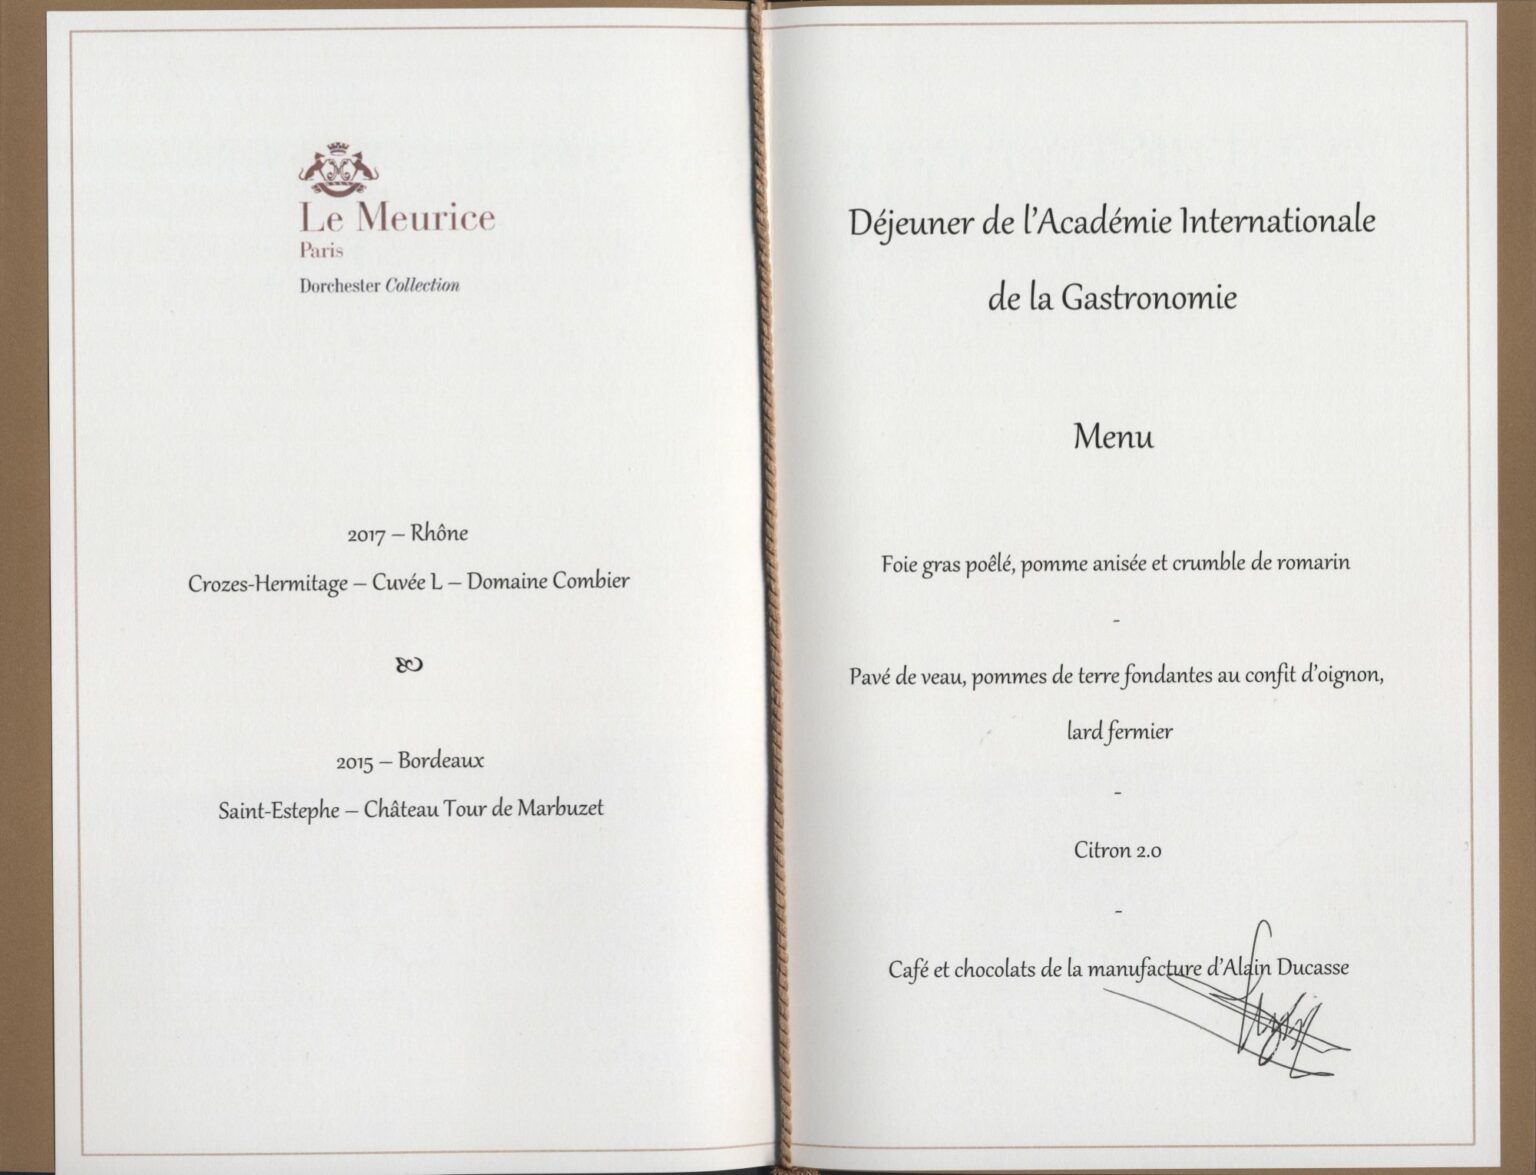 Le Meurice
Paris
Dorchester Collection
2017 – Rhône
Crozes-Hermitage – Cuvée L – Domaine Combier
2015 – Bordeaux
Saint-Estephe – Château Tour de Marbuzet
Déjeuner de l'Académie Internationale
de la Gastronomie
Menu
Foie gras poêlé, pomme anisée et crumble de romarin
-
Pavé de veau, pommes de terre fondantes au confit d'oignon,
lard fermier
-
Citron 2.0
-
Café et chocolats de la manufacture d'Alain Ducasse